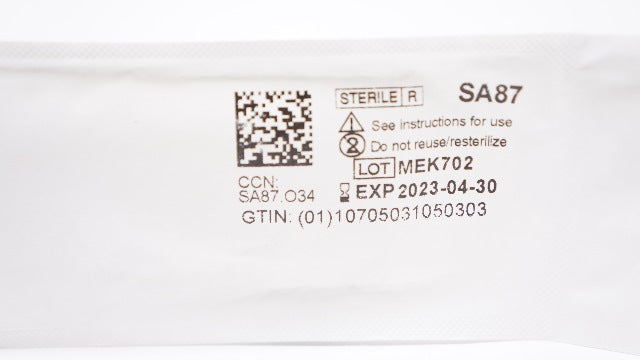 STERILE R SA87
See instructions for use
Do not reuse/resterilize
LOT MEK702
CCN:
SA87.O34
EXP 2023-04-30
GTIN: (01)10705031050303